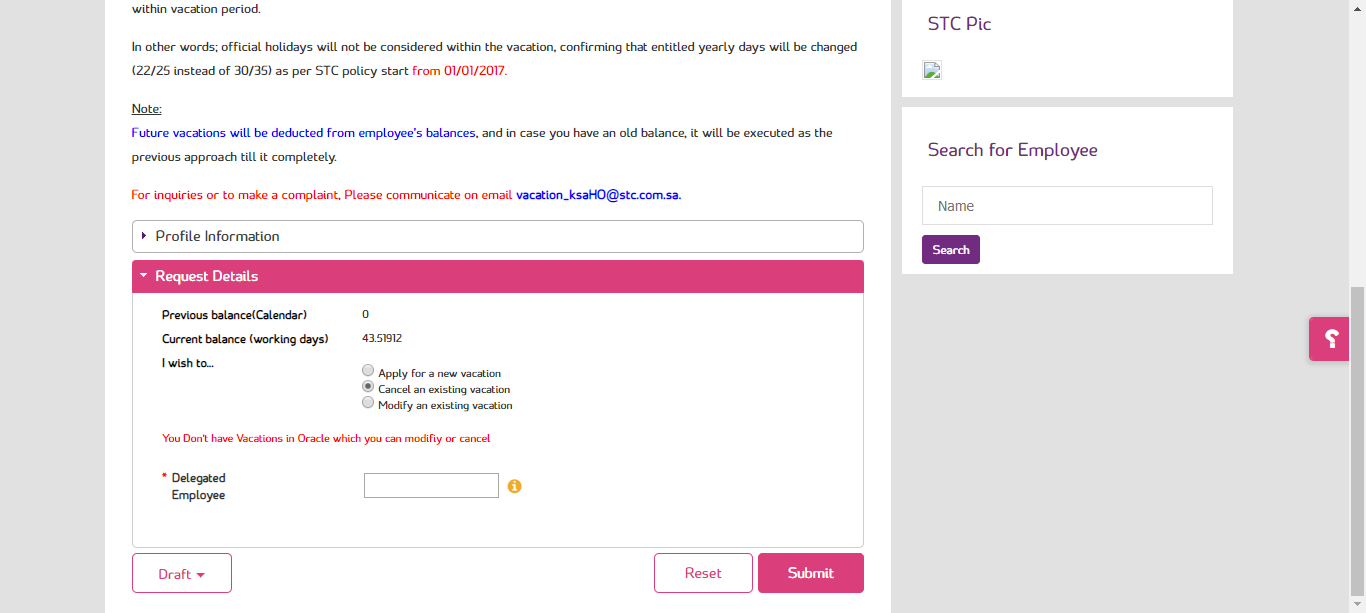 within vacation period.
In other words; official holidays will not be considered within the vacation, confirming that entitled yearly days will be changed
(22/25 instead of 30/35) as per STC policy start from 01/01/2017.
Note:
Future vacations will be deducted from employee's balances, and in case you have an old balance, it will be executed as the
previous approach till it completely.
For inquiries or to make a complaint, Please communicate on email vacation_ksaHO@stc.com.sa.
Profile Information
Request Details
Previous balance(Calendar) 0
Current balance (working days) 43.51912
I wish to...
Apply for a new vacation
Cancel an existing vacation
Modify an existing vacation
You Don't have Vacations in Oracle which you can modifiy or cancel
* Delegated
Employee
Draft
Reset
Submit
STC Pic
Search for Employee
Name
Search
؟